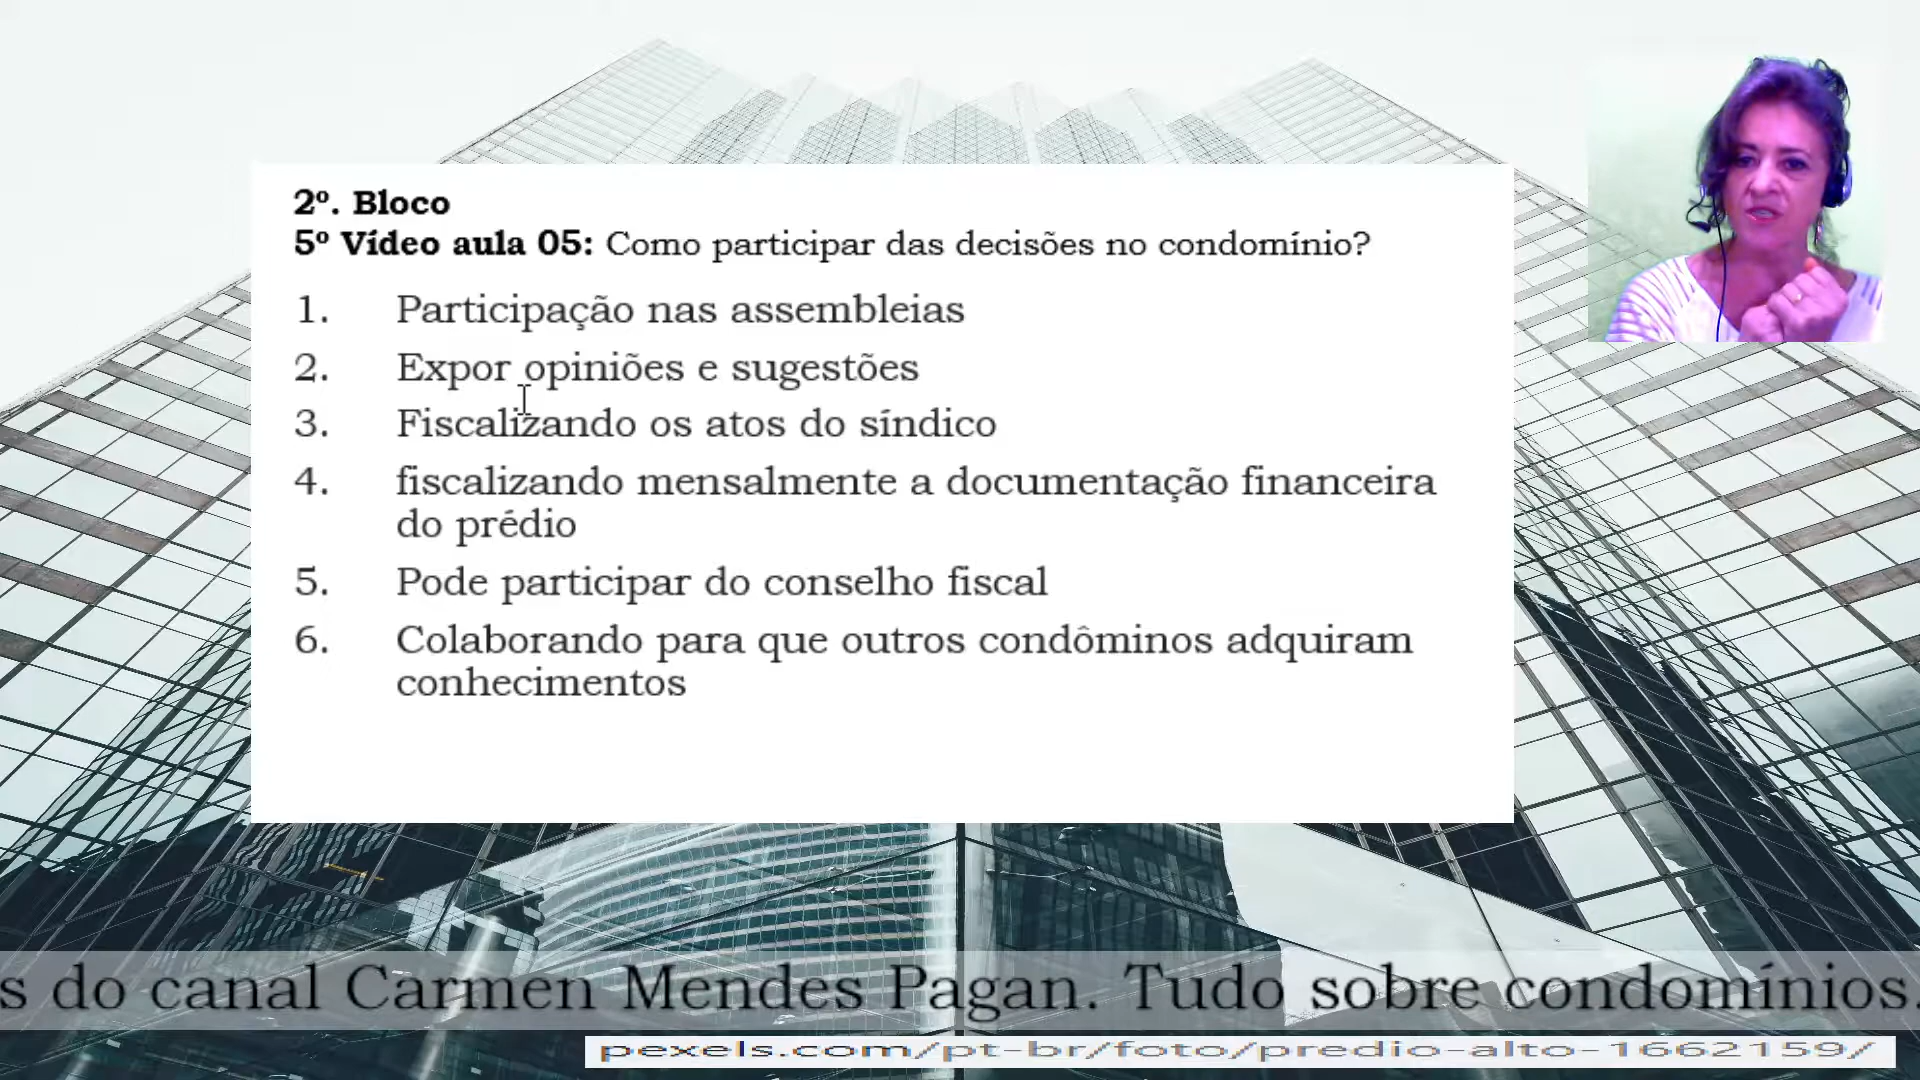 2º. Bloco
5º Vídeo aula 05: Como participar das decisões no condomínio?
1. Participação nas assembleias
2. Expor opiniões e sugestões
3. Fiscalizando os atos do síndico
4. fiscalizando mensalmente a documentação financeira
do prédio
5. Pode participar do conselho fiscal
6. Colaborando para que outros condôminos adquiram
conhecimentos
s do canal Carmen Mendes Pagan. Tudo sobre condomínios.
pexels.com/pt-br/foto/predio-alto-1662159/